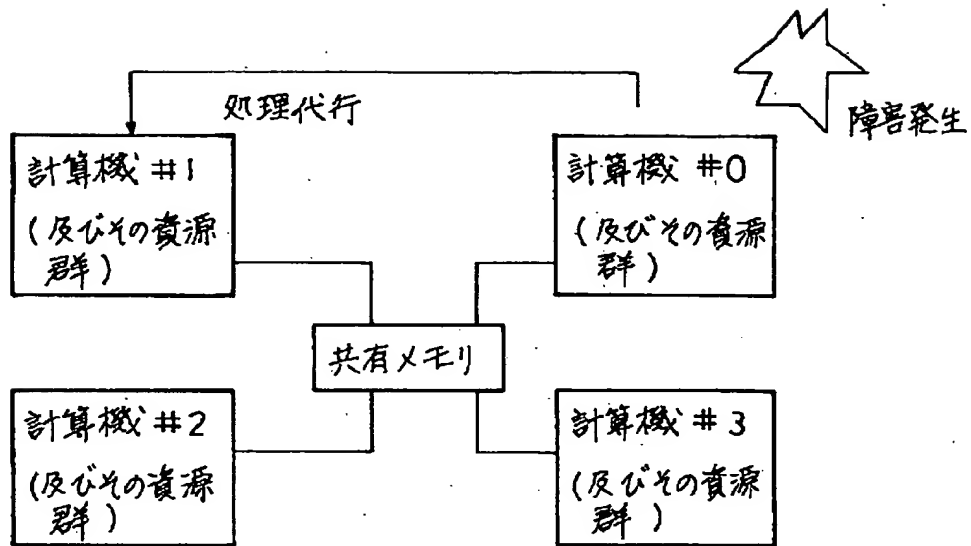 処理代行
障害発生
計算機 #1
(及びその資源
群)
計算機 #0
(及びその資源
群)
共有メモリ
計算機 #2
(及びその資源
群)
計算機 #3
(及びその資源
群)